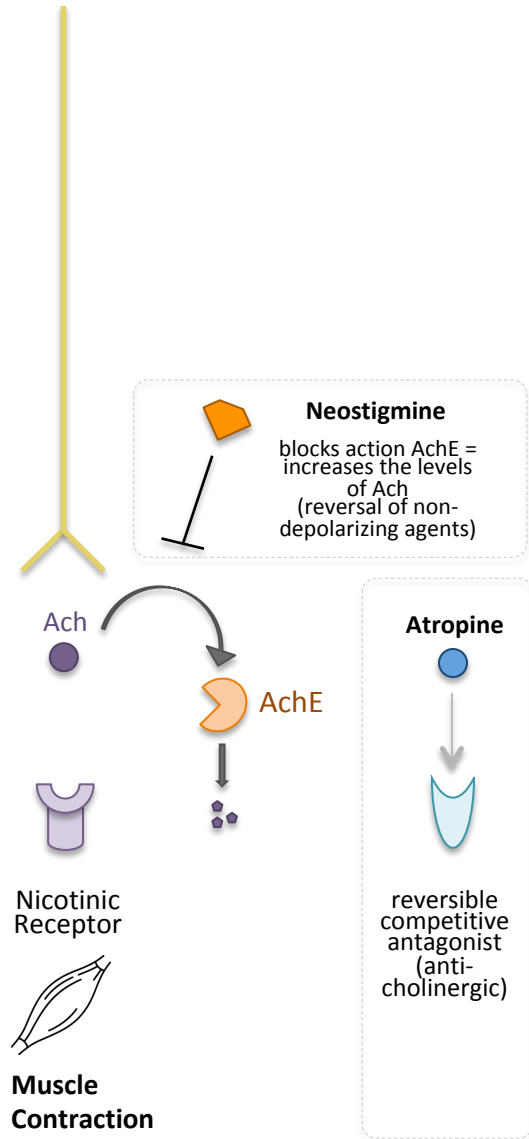 Neostigmine
blocks action AchE =
increases the levels
of Ach
(reversal of non-
depolarizing agents)
Ach
AchE
Nicotinic
Receptor
Muscle
Contraction
Atropine
reversible
competitive
antagonist
(anti-
cholinergic)